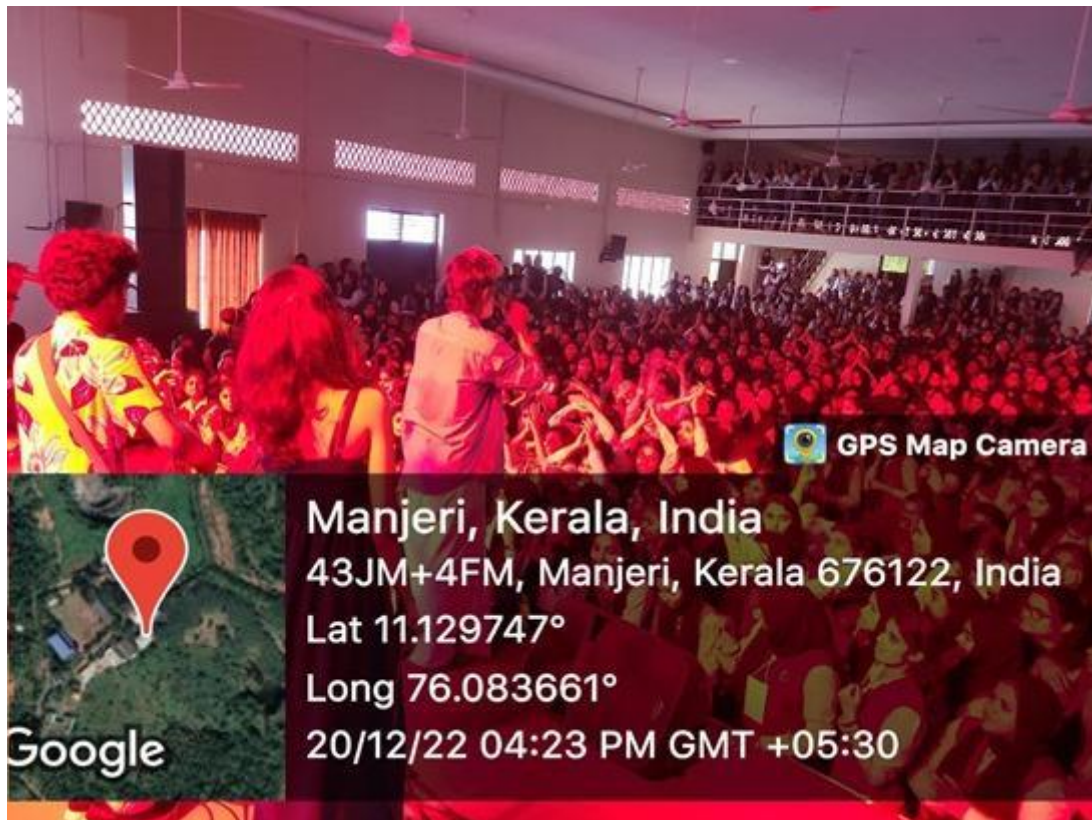 GPS Map Camera
Manjeri, Kerala, India
43JM+4FM, Manjeri, Kerala 676122, India
Lat 11.129747°
Long 76.083661°
20/12/22 04:23 PM GMT +05:30
Google